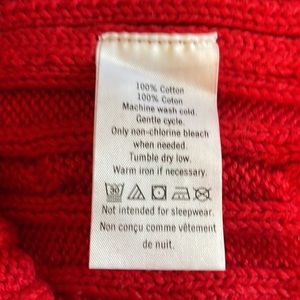 100% Cotton
100% Coton
Machine wash cold.
Gentle cycle.
Only non-chlorine bleach
when needed.
Tumble dry low.
Warm iron if necessary.
30
Not intended for sleepwear.
Non conçu comme vêtement
de nuit.